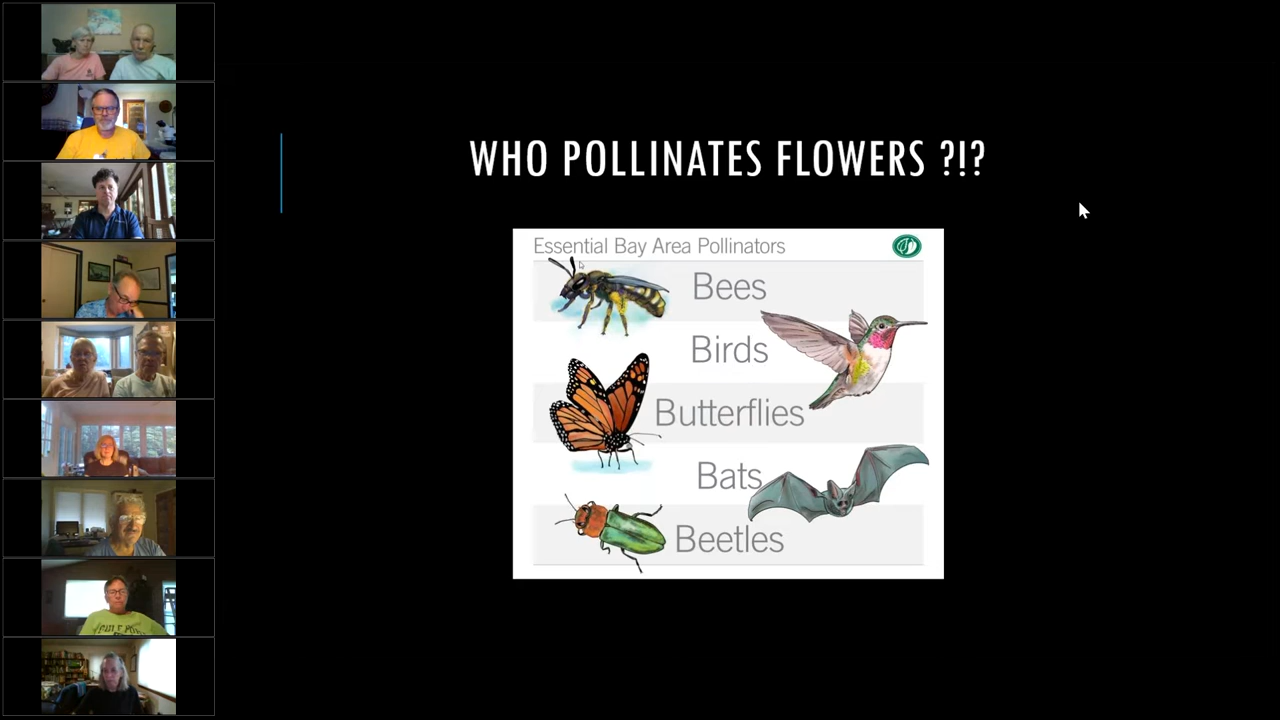 WHO POLLINATES FLOWERS ?!?
Essential Bay Area Pollinators
Bees
Birds
Butterflies
Bats
Beetles